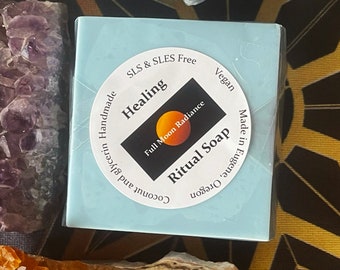 SLS & SLES Free
Vegan
Made in Eugene, Oregon
Coconut and glycerin Handmade
Healing
Full Moon Radiance
Ritual Soap